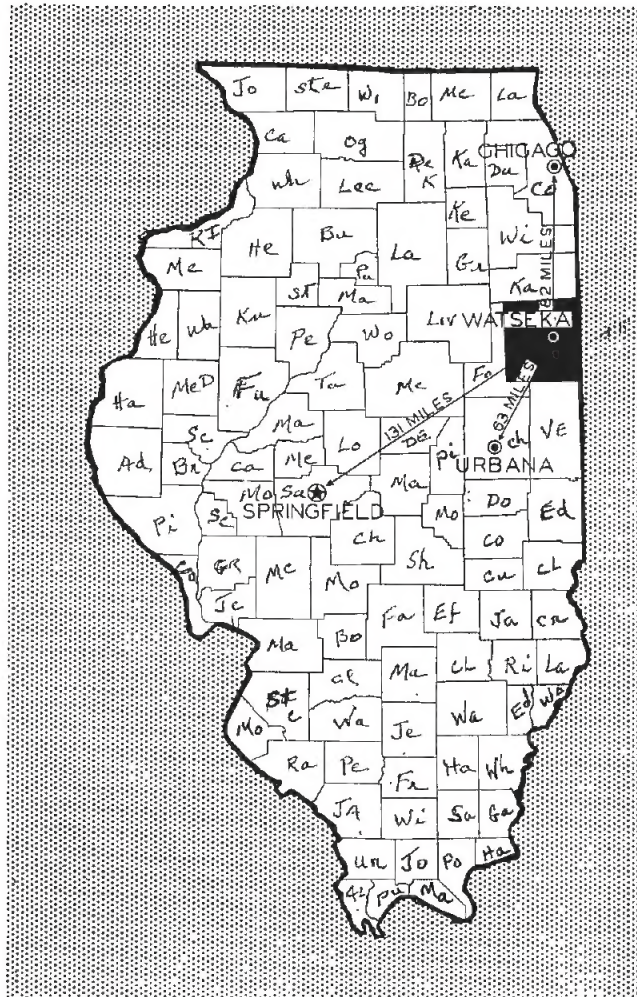 Jo Ste Wi Bo Mc La
Ca Og De K Ka CHICAGO
Du Co
Wh Lee
Ke
RI He Bu La Wi
Me Pu Gr
St Ma Ka 82 MILES
He Wa Kn Pe Wo Liv WATSEKA
Ha McD Fu Ta Mc Fo
Sc Ma 131 MILES 63 MILES
Ad Br Ca Me Lo DE Pi Ch VE
URBANA
Mo Sa Ma
SPRINGFIELD
Pi Sc Ch Mo Do Ed
Co
GR Mc Mo Sh Cu CL
Je Fa Ef Ja cr
Ma Bo
CL Ma CL Ri La
St C Wa Ed Wa
Mo Wa Je
Ra Pe Fr Ha Wh
JA Wi Sa Ga
Un Jo Po Ha
AL Pu Ma